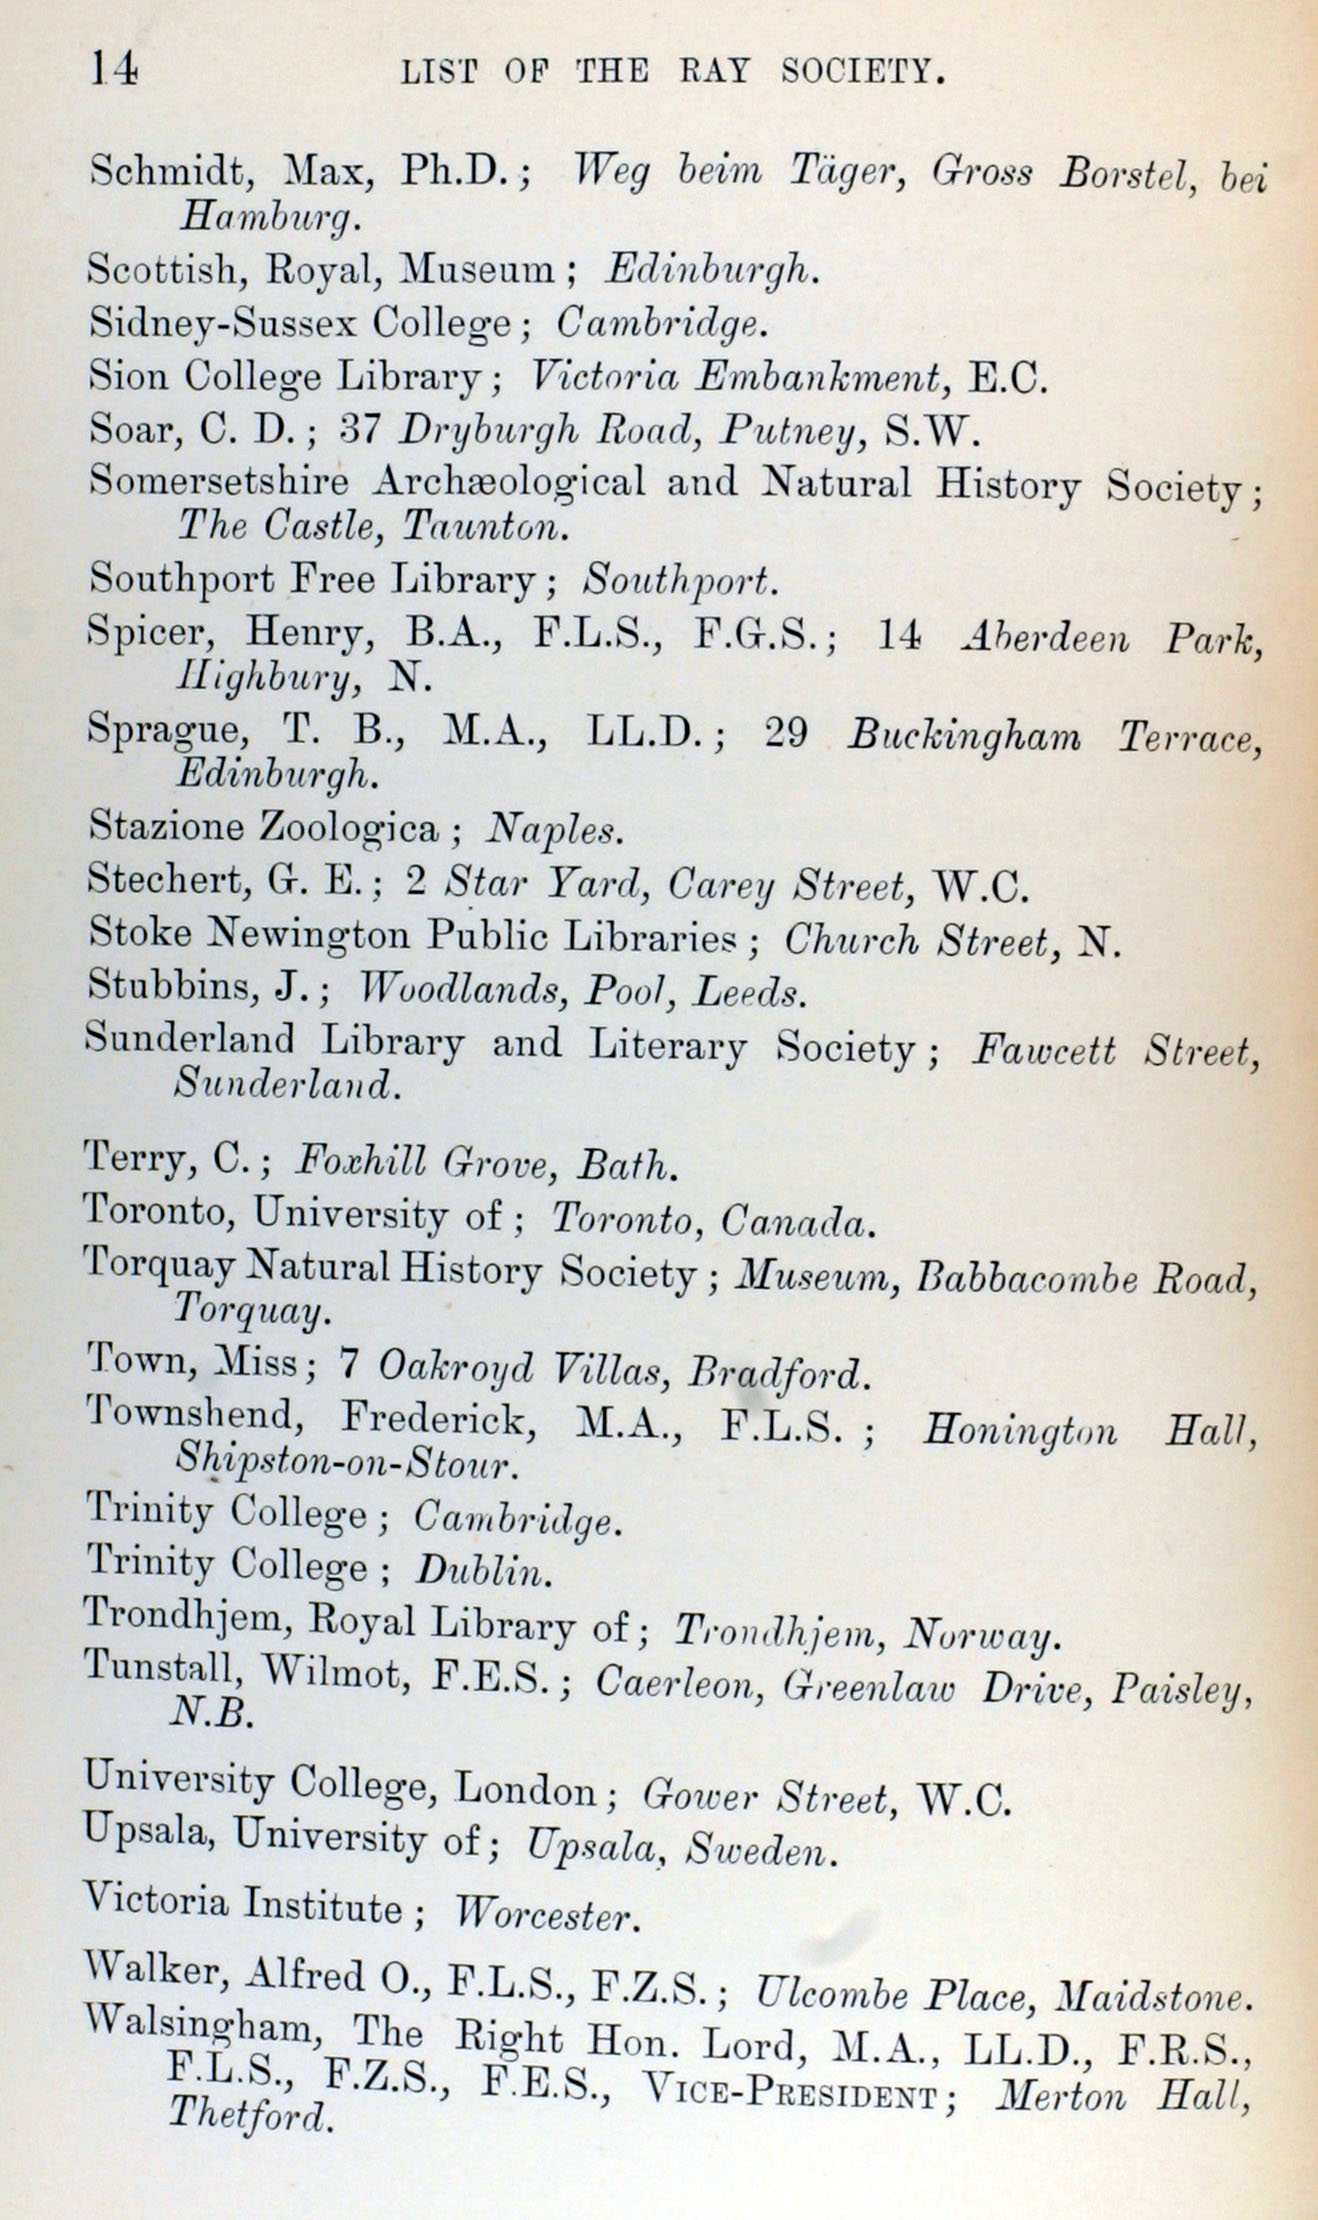 14 LIST OF THE RAY SOCIETY.
Schmidt, Max, Ph.D.; Weg beim Täger, Gross Borstel, bei
Hamburg.
Scottish, Royal, Museum; Edinburgh.
Sidney-Sussex College; Cambridge.
Sion College Library; Victoria Embankment, E.C.
Soar, C. D.; 37 Dryburgh Road, Putney, S.W.
Somersetshire Archæological and Natural History Society;
The Castle, Taunton.
Southport Free Library; Southport.
Spicer, Henry, B.A., F.L.S., F.G.S.; 14 Aberdeen Park,
Highbury, N.
Sprague, T. B., M.A., LL.D.; 29 Buckingham Terrace,
Edinburgh.
Stazione Zoologica; Naples.
Stechert, G. E.; 2 Star Yard, Carey Street, W.C.
Stoke Newington Public Libraries; Church Street, N.
Stubbins, J.; Woodlands, Pool, Leeds.
Sunderland Library and Literary Society; Fawcett Street,
Sunderland.
Terry, C.; Foxhill Grove, Bath.
Toronto, University of; Toronto, Canada.
Torquay Natural History Society; Museum, Babbacombe Road,
Torquay.
Town, Miss; 7 Oakroyd Villas, Bradford.
Townshend, Frederick, M.A., F.L.S.; Honington Hall,
Shipston-on-Stour.
Trinity College; Cambridge.
Trinity College; Dublin.
Trondhjem, Royal Library of; Trondhjem, Norway.
Tunstall, Wilmot, F.E.S.; Caerleon, Greenlaw Drive, Paisley,
N.B.
University College, London; Gower Street, W.C.
Upsala, University of; Upsala, Sweden.
Victoria Institute; Worcester.
Walker, Alfred O., F.L.S., F.Z.S.; Ulcombe Place, Maidstone.
Walsingham, The Right Hon. Lord, M.A., LL.D., F.R.S.,
F.L.S., F.Z.S., F.E.S., VICE-PRESIDENT; Merton Hall,
Thetford.